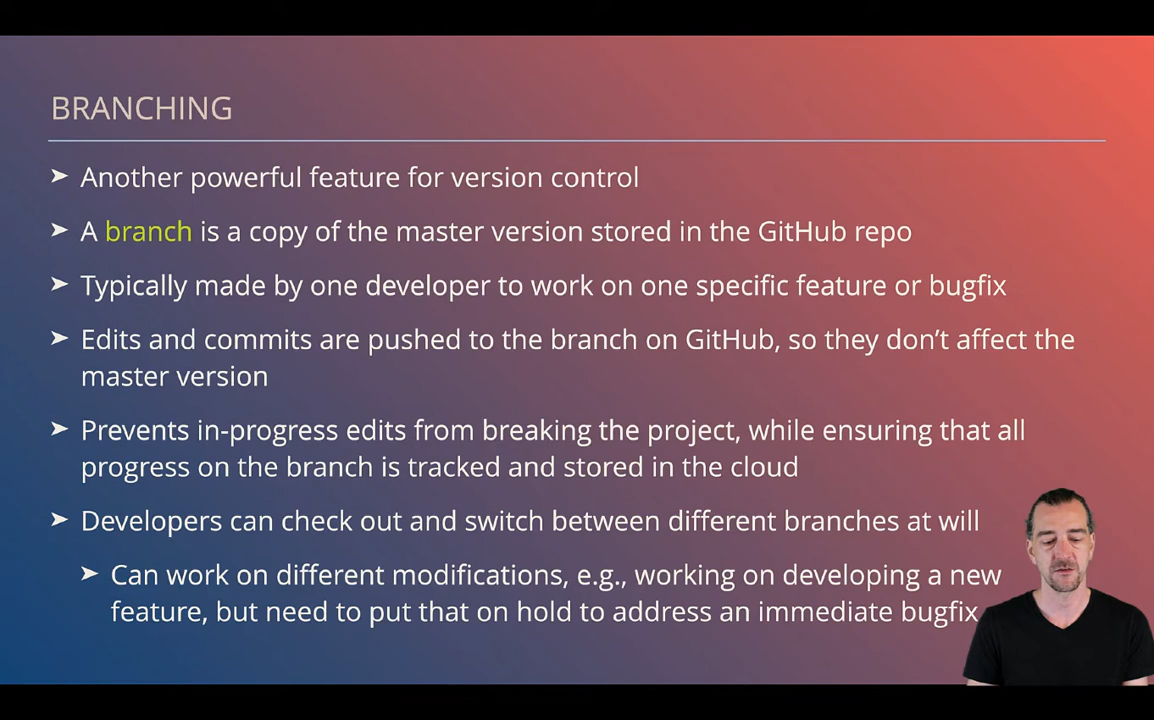 BRANCHING
➤ Another powerful feature for version control
➤ A branch is a copy of the master version stored in the GitHub repo
➤ Typically made by one developer to work on one specific feature or bugfix
➤ Edits and commits are pushed to the branch on GitHub, so they don’t affect the
master version
➤ Prevents in-progress edits from breaking the project, while ensuring that all
progress on the branch is tracked and stored in the cloud
➤ Developers can check out and switch between different branches at will
➤ Can work on different modifications, e.g., working on developing a new
feature, but need to put that on hold to address an immediate bugfix